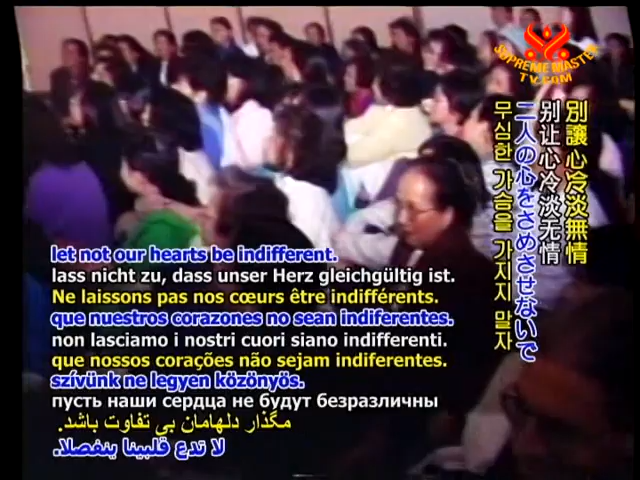 SUPREME MASTER
TV.COM
別讓心冷淡無情
别让心冷淡无情
二人の心をさめさせないで
무심한 가슴을 가지지 말자
let not our hearts be indifferent.
lass nicht zu, dass unser Herz gleichgültig ist.
Ne laissons pas nos cœurs être indifférents.
que nuestros corazones no sean indiferentes.
non lasciamo i nostri cuori siano indifferenti.
que nossos corações não sejam indiferentes.
szívünk ne legyen közönyös.
пусть наши сердца не будут безразличны
مگذار دلهامان بی تفاوت باشد.
لا تدع قلبينا ينفصلا.